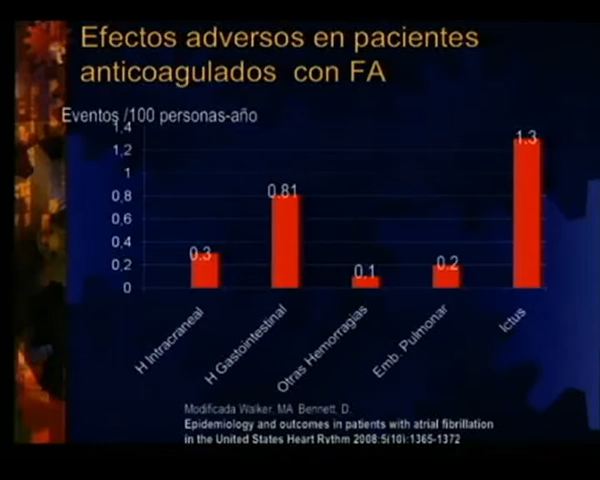 Efectos adversos en pacientes
anticoagulados con FA
Eventos /100 personas-año
1,4
1,2
1
0,8
0,6
0,4
0,2
0
0.3
0.81
0.1
0.2
1.3
H Intracraneal
H Gastointestinal
Otras Hemorragias
Emb. Pulmonar
Ictus
Modificada Walker, MA Bennett, D.
Epidemiology and outcomes in patients with atrial fibrillation
in the United States Heart Rythm 2008;5(10):1365-1372